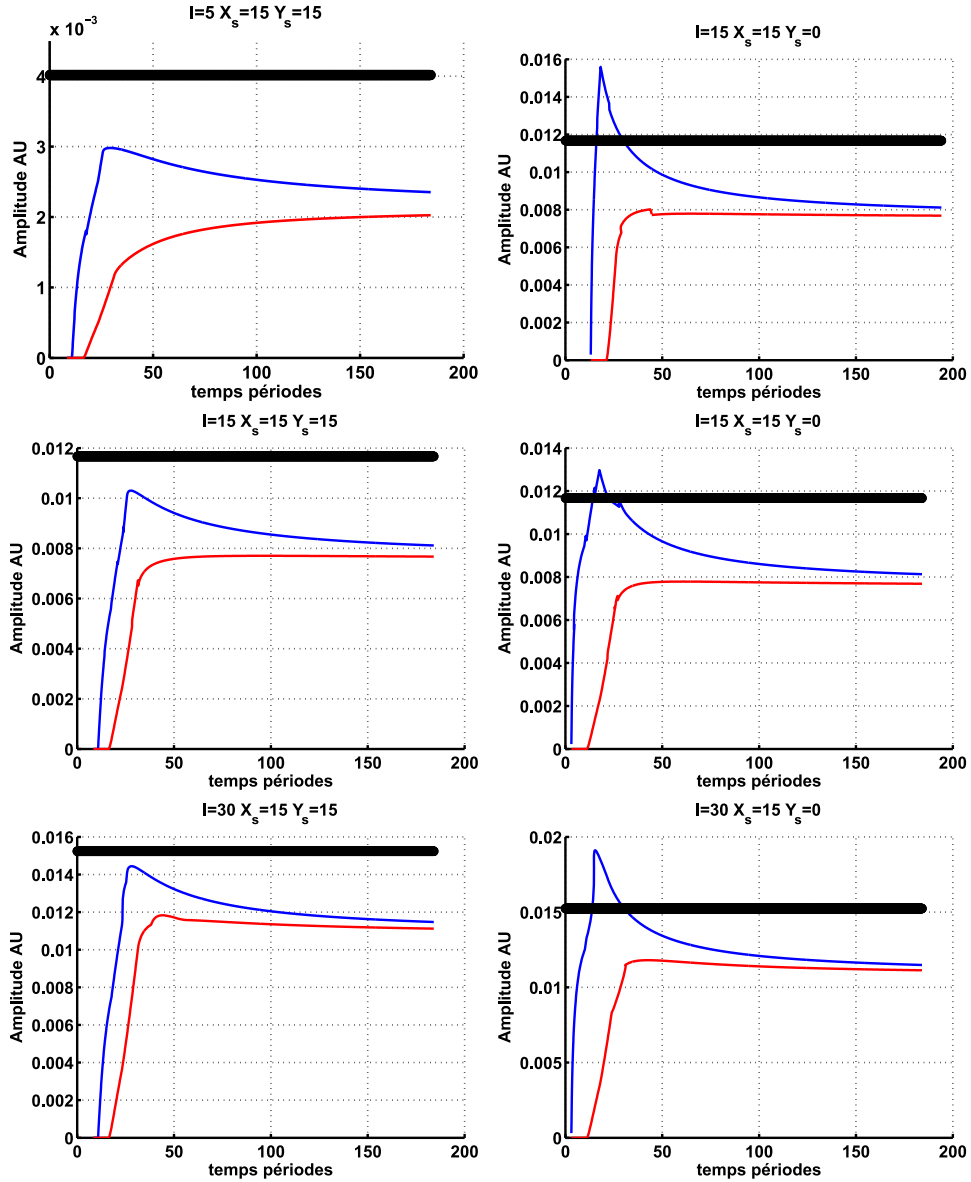 I=5 X_s=15 Y_s=15
x 10^-3
4
3
2
1
0
Amplitude AU
0 50 100 150 200
temps périodes
I=15 X_s=15 Y_s=0
0.016
0.014
0.012
0.01
0.008
0.006
0.004
0.002
0
Amplitude AU
0 50 100 150 200
temps périodes
I=15 X_s=15 Y_s=15
0.012
0.01
0.008
0.006
0.004
0.002
0
Amplitude AU
0 50 100 150 200
temps périodes
I=15 X_s=15 Y_s=0
0.014
0.012
0.01
0.008
0.006
0.004
0.002
0
Amplitude AU
0 50 100 150 200
temps périodes
I=30 X_s=15 Y_s=15
0.016
0.014
0.012
0.01
0.008
0.006
0.004
0.002
0
Amplitude AU
0 50 100 150 200
temps périodes
I=30 X_s=15 Y_s=0
0.02
0.015
0.01
0.005
0
Amplitude AU
0 50 100 150 200
temps périodes